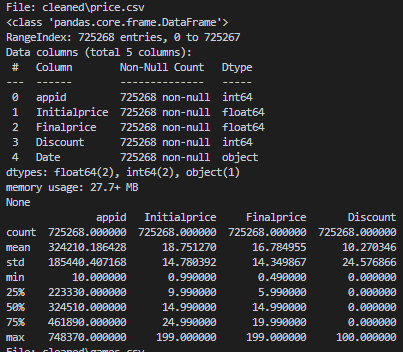 File: cleaned\price.csv
<class 'pandas.core.frame.DataFrame'>
RangeIndex: 725268 entries, 0 to 725267
Data columns (total 5 columns):
 #   Column        Non-Null Count   Dtype
---  ------        --------------   -----
 0   appid         725268 non-null  int64
 1   Initialprice  725268 non-null  float64
 2   Finalprice    725268 non-null  float64
 3   Discount      725268 non-null  int64
 4   Date          725268 non-null  object
dtypes: float64(2), int64(2), object(1)
memory usage: 27.7+ MB
None
               appid   Initialprice     Finalprice       Discount
count  725268.000000  725268.000000  725268.000000  725268.000000
mean   324210.186428      18.751270      16.784955      10.270346
std    185440.407168      14.780392      14.349867      24.576866
min        10.000000       0.990000       0.490000       0.000000
25%    223330.000000       9.990000       5.990000       0.000000
50%    324510.000000      14.990000      14.990000       0.000000
75%    461890.000000      24.990000      19.990000       0.000000
max    748370.000000     199.000000     199.000000     100.000000
File: cleaned\games.csv